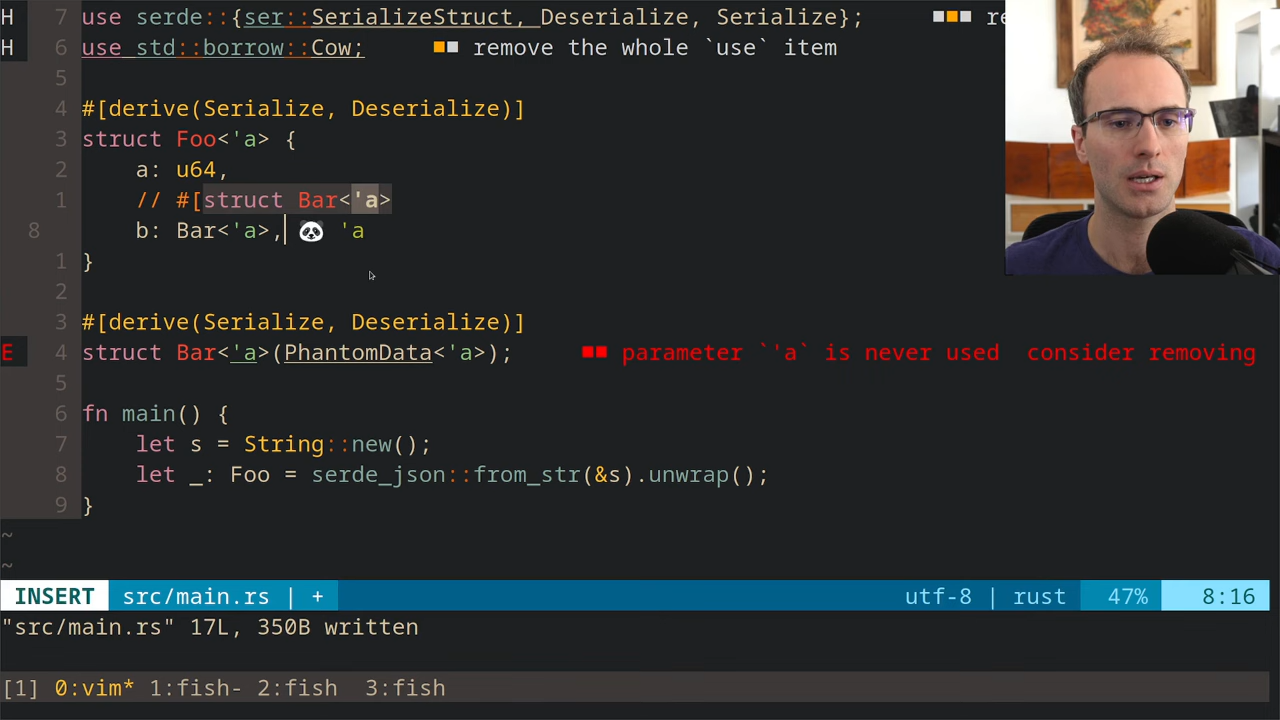 H 7 use serde::{ser::SerializeStruct, Deserialize, Serialize}; ■■■ re
H 6 use std::borrow::Cow; ■■ remove the whole `use` item
5
4 #[derive(Serialize, Deserialize)]
3 struct Foo<'a> {
2 a: u64,
1 // #[struct Bar<'a>
8 b: Bar<'a>, 🐼 'a
1 }
2
3 #[derive(Serialize, Deserialize)]
E 4 struct Bar<'a>(PhantomData<'a>); ■■ parameter `'a` is never used  consider removing
5
6 fn main() {
7 let s = String::new();
8 let _: Foo = serde_json::from_str(&s).unwrap();
9 }
~
~
INSERT src/main.rs | + utf-8 | rust 47% 8:16
"src/main.rs" 17L, 350B written
[1] 0:vim* 1:fish- 2:fish 3:fish